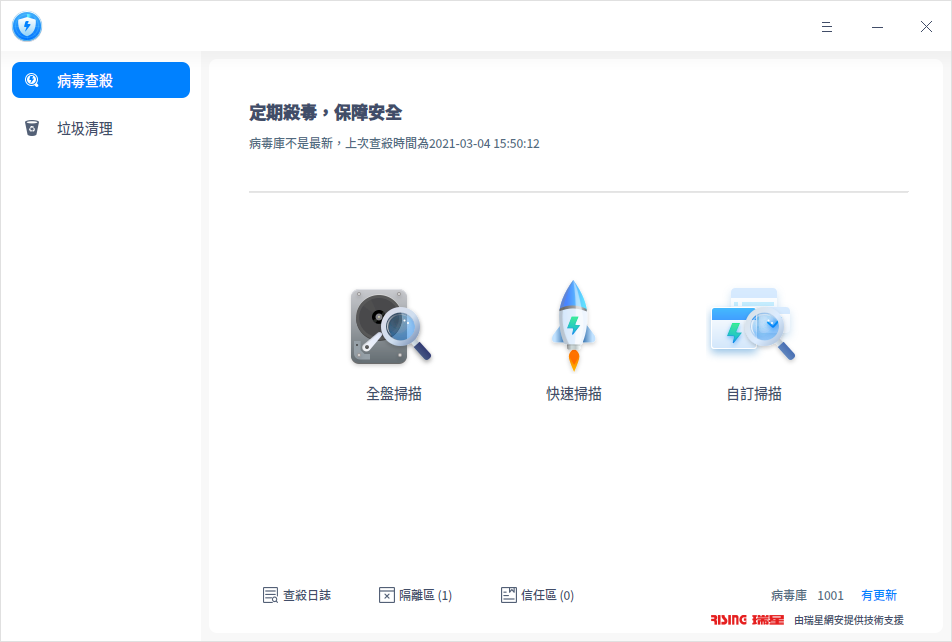 病毒查殺
垃圾清理
定期殺毒，保障安全
病毒庫不是最新，上次查殺時間為2021-03-04 15:50:12
全盤掃描
快速掃描
自訂掃描
查殺日誌
隔離區 (1)
信任區 (0)
病毒庫 1001 有更新
RISING 瑞星 由瑞星網安提供技術支援